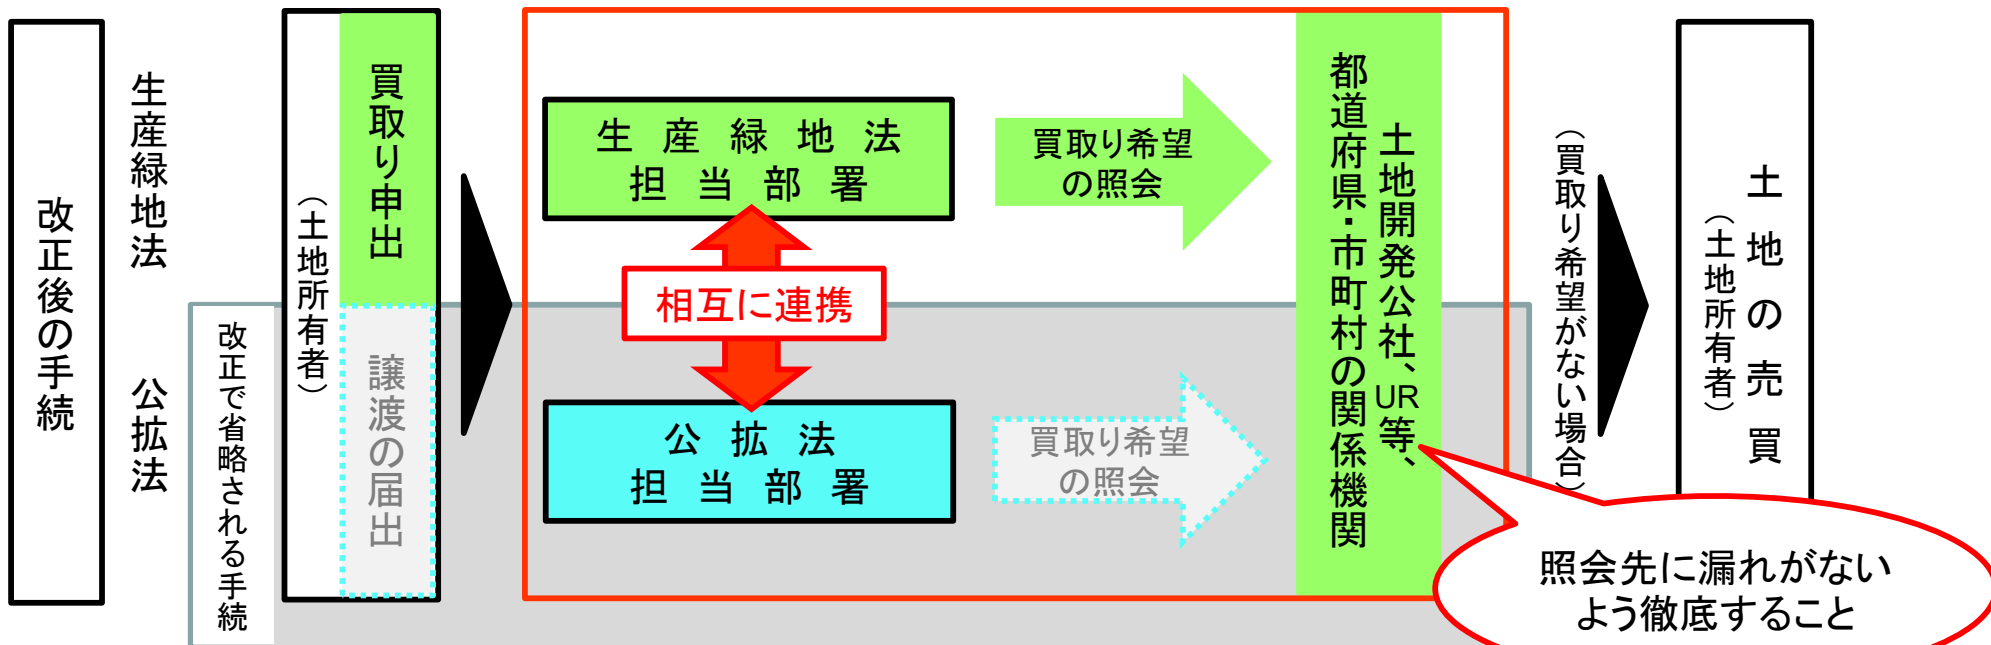 改正後の手続
生産緑地法
公拡法
改正で省略される手続
(土地所有者)
買取り申出
譲渡の届出
生産緑地法
担当部署
相互に連携
公拡法
担当部署
買取り希望
の照会
買取り希望
の照会
土地開発公社、UR等、
都道府県・市町村の関係機関
(買取り希望がない場合)
土地の売買
(土地所有者)
照会先に漏れがない
よう徹底すること